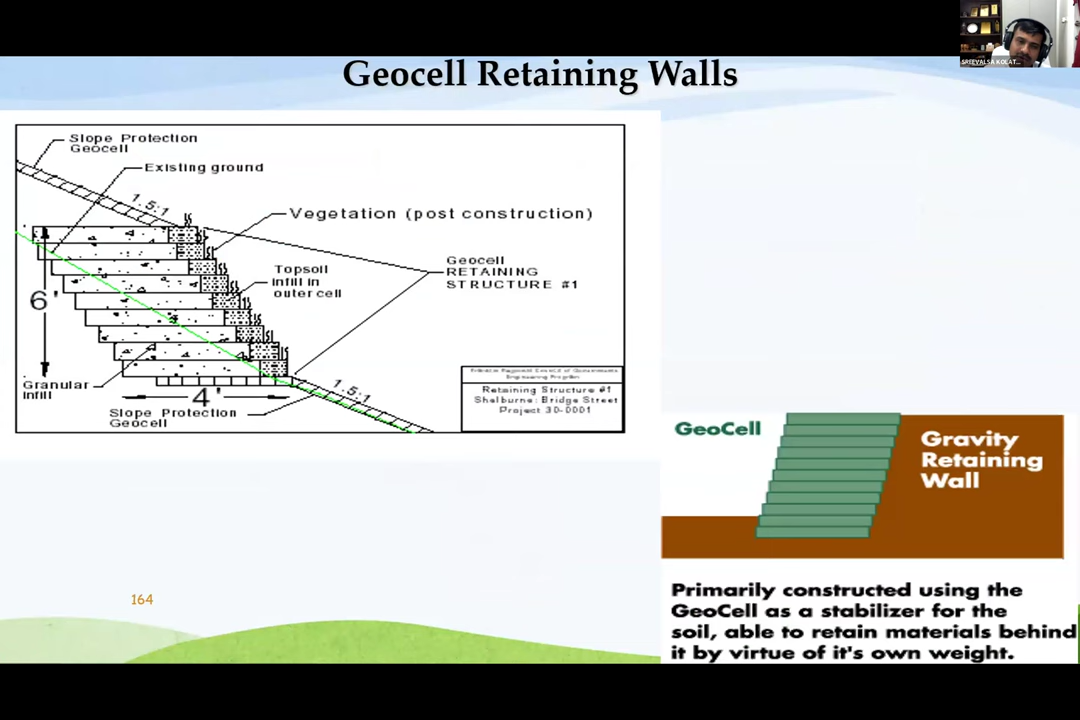 SREEVALSA KOLAT...
Geocell Retaining Walls
Slope Protection
Geocell
Existing ground
1.5:1
Vegetation (post construction)
Geocell
RETAINING
STRUCTURE #1
Topsoil
infill in
outer cell
6'
Granular
infill
4'
1.5:1
Slope Protection
Geocell
Engineering Program
Retaining Structure #1
Shelburne: Bridge Street
Project 30-0001
GeoCell
Gravity
Retaining
Wall
Primarily constructed using the
GeoCell as a stabilizer for the
soil, able to retain materials behind
it by virtue of it's own weight.
164